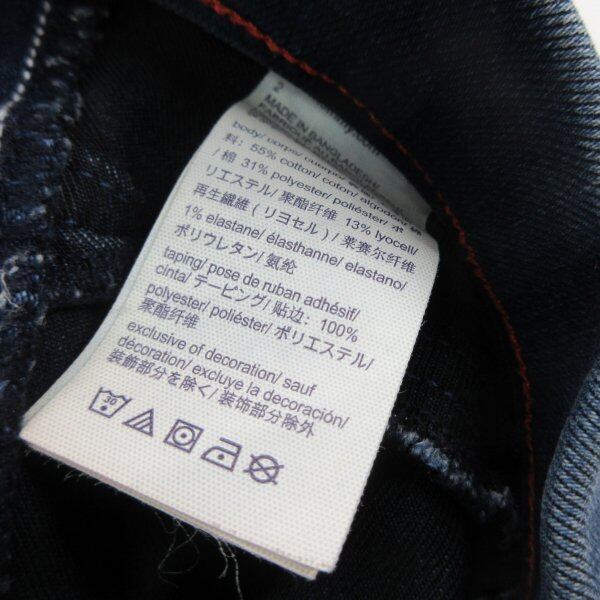 2
MADE IN BANGLADESH/
body/ corps/ cuerpo
料: 55% cotton/ coton/ algodón/
/ 棉 31% polyester/ poliéster/ ポ
リエステル/ 聚酯纤维 13% lyocell/
再生繊維 (リヨセル) / 莱赛尔纤维
1% elastane/ élasthanne/ elastano/
ポリウレタン/ 氨纶
taping/ pose de ruban adhésif/
cinta/ テーピング/ 贴边: 100%
polyester/ poliéster/ ポリエステル/
聚酯纤维
exclusive of decoration/ sauf
décoration/ excluye la decoración/
装飾部分を除く/ 装饰部分除外
30